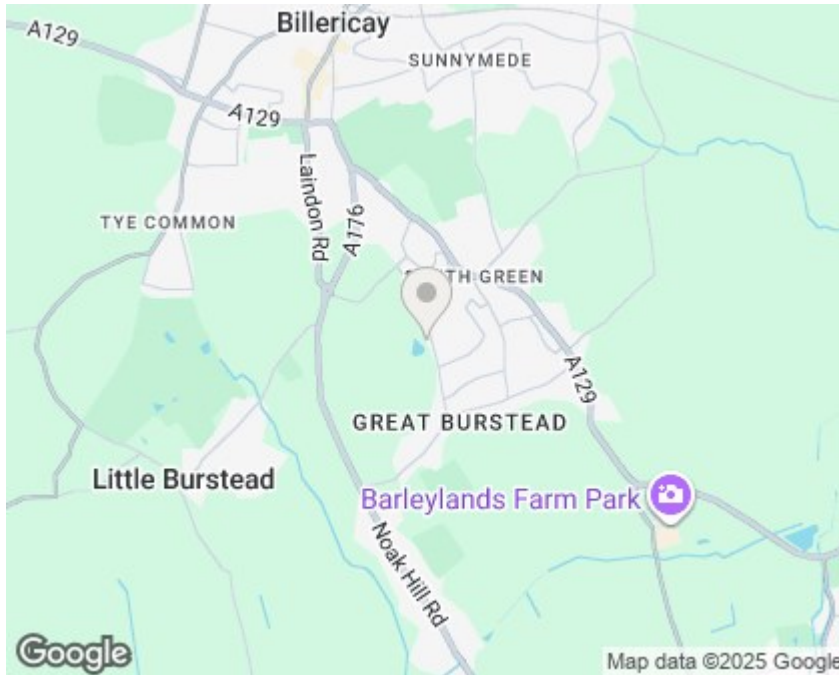 Billericay
A129
SUNNYMEDE
A129
Laindon Rd
A176
TYE COMMON
GREEN
A129
GREAT BURSTEAD
Little Burstead
Barleylands Farm Park
Noak Hill Rd
Google
Map data ©2025 Google